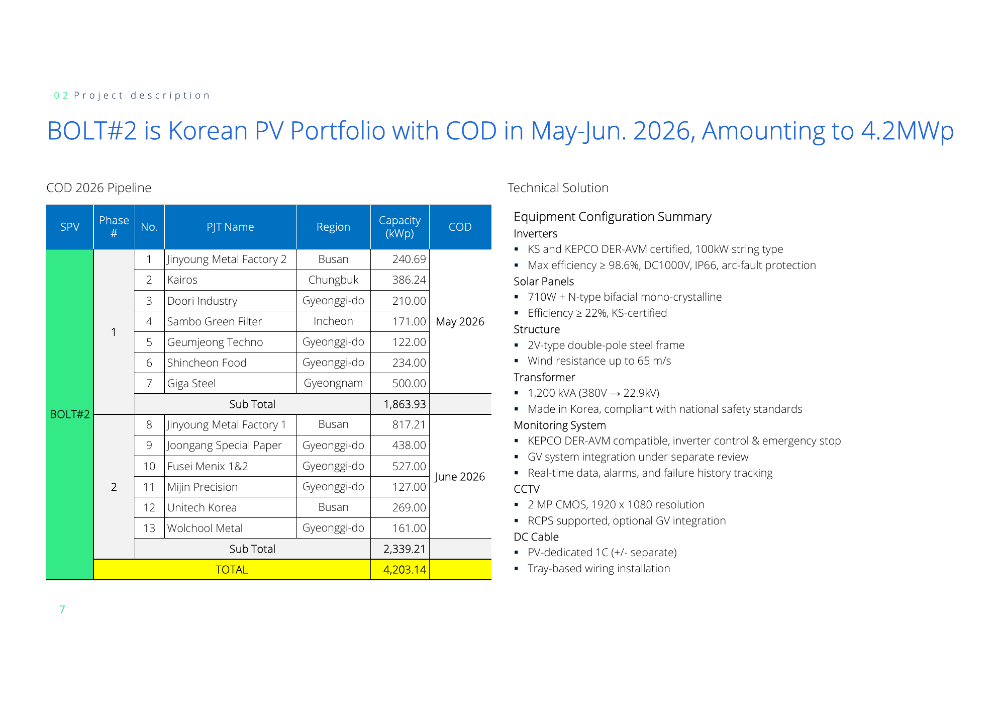 02 Project description
BOLT#2 is Korean PV Portfolio with COD in May-Jun. 2026, Amounting to 4.2MWp
COD 2026 Pipeline
SPV Phase # No. PJT Name Region Capacity (kWp) COD
BOLT#2
1
1 Jinyoung Metal Factory 2 Busan 240.69
2 Kairos Chungbuk 386.24
3 Doori Industry Gyeonggi-do 210.00
4 Sambo Green Filter Incheon 171.00 May 2026
5 Geumjeong Techno Gyeonggi-do 122.00
6 Shincheon Food Gyeonggi-do 234.00
7 Giga Steel Gyeongnam 500.00
Sub Total 1,863.93
2
8 Jinyoung Metal Factory 1 Busan 817.21
9 Joongang Special Paper Gyeonggi-do 438.00
10 Fusei Menix 1&2 Gyeonggi-do 527.00 June 2026
11 Mijin Precision Gyeonggi-do 127.00
12 Unitech Korea Busan 269.00
13 Wolchool Metal Gyeonggi-do 161.00
Sub Total 2,339.21
TOTAL 4,203.14
Technical Solution
Equipment Configuration Summary
Inverters
▪ KS and KEPCO DER-AVM certified, 100kW string type
▪ Max efficiency ≥ 98.6%, DC1000V, IP66, arc-fault protection
Solar Panels
▪ 710W + N-type bifacial mono-crystalline
▪ Efficiency ≥ 22%, KS-certified
Structure
▪ 2V-type double-pole steel frame
▪ Wind resistance up to 65 m/s
Transformer
▪ 1,200 kVA (380V → 22.9kV)
▪ Made in Korea, compliant with national safety standards
Monitoring System
▪ KEPCO DER-AVM compatible, inverter control & emergency stop
▪ GV system integration under separate review
▪ Real-time data, alarms, and failure history tracking
CCTV
▪ 2 MP CMOS, 1920 x 1080 resolution
▪ RCPS supported, optional GV integration
DC Cable
▪ PV-dedicated 1C (+/- separate)
▪ Tray-based wiring installation
7